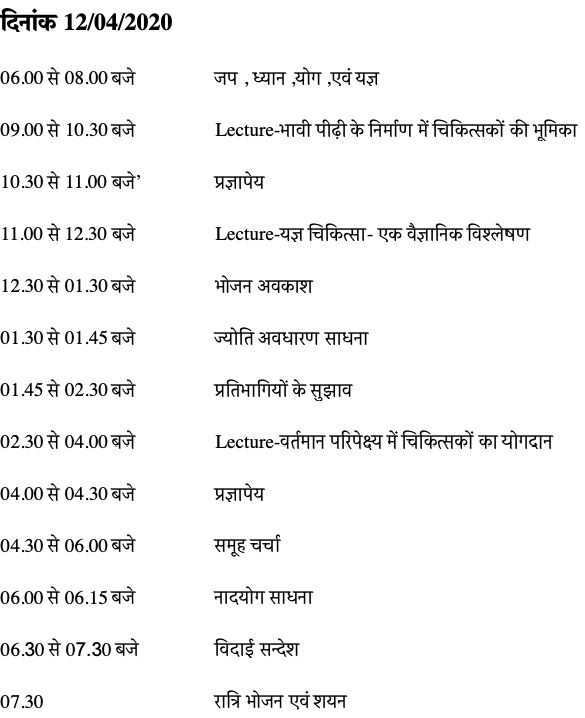 दिनांक 12/04/2020
06.00 से 08.00 बजे जप , ध्यान ,योग ,एवं यज्ञ
09.00 से 10.30 बजे Lecture-भावी पीढ़ी के निर्माण में चिकित्सकों की भूमिका
10.30 से 11.00 बजे’ प्रज्ञापेय
11.00 से 12.30 बजे Lecture-यज्ञ चिकित्सा- एक वैज्ञानिक विश्लेषण
12.30 से 01.30 बजे भोजन अवकाश
01.30 से 01.45 बजे ज्योति अवधारण साधना
01.45 से 02.30 बजे प्रतिभागियों के सुझाव
02.30 से 04.00 बजे Lecture-वर्तमान परिपेक्ष्य में चिकित्सकों का योगदान
04.00 से 04.30 बजे प्रज्ञापेय
04.30 से 06.00 बजे समूह चर्चा
06.00 से 06.15 बजे नादयोग साधना
06.30 से 07.30 बजे विदाई सन्देश
07.30 रात्रि भोजन एवं शयन